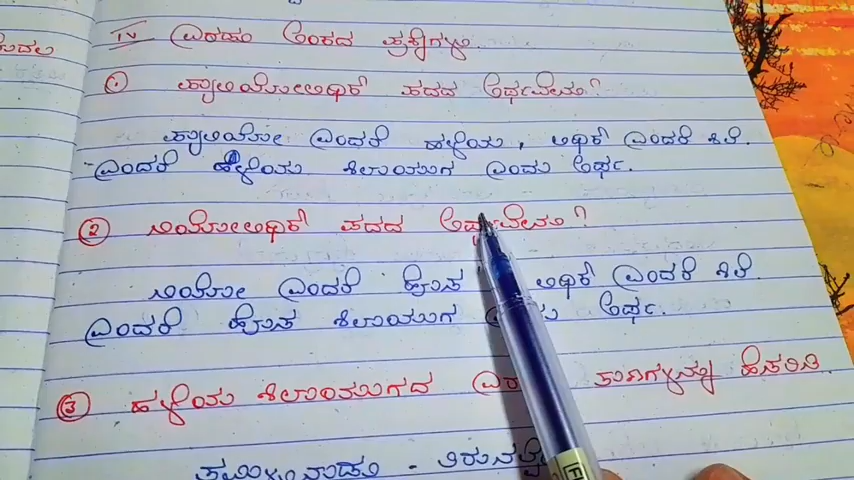 IV ಎರಡು ಅಂಕದ ಪ್ರಶ್ನೆಗಳು.
① ಪ್ಯಾಲಿಯೋಲಿಥಿಕ್ ಪದದ ಅರ್ಥವೇನು?
ಪ್ಯಾಲಿಯೋ ಎಂದರೆ ಹಳೆಯ, ಲಿಥಿಕ್ ಎಂದರೆ ಶಿಲೆ.
ಎಂದರೆ ಹಳೆಯ ಶಿಲಾಯುಗ ಎಂದು ಅರ್ಥ.
② ನಿಯೋಲಿಥಿಕ್ ಪದದ ಅರ್ಥವೇನು?
ನಿಯೋ ಎಂದರೆ ಹೊಸ ಲಿಥಿಕ್ ಎಂದರೆ ಶಿಲೆ.
ಎಂದರೆ ಹೊಸ ಶಿಲಾಯುಗ ಅರ್ಥ.
③ ಹಳೆಯ ಶಿಲಾಯುಗದ ಹೆಸರಿಸಿ.
ತಮಿಳುನಾಡು -